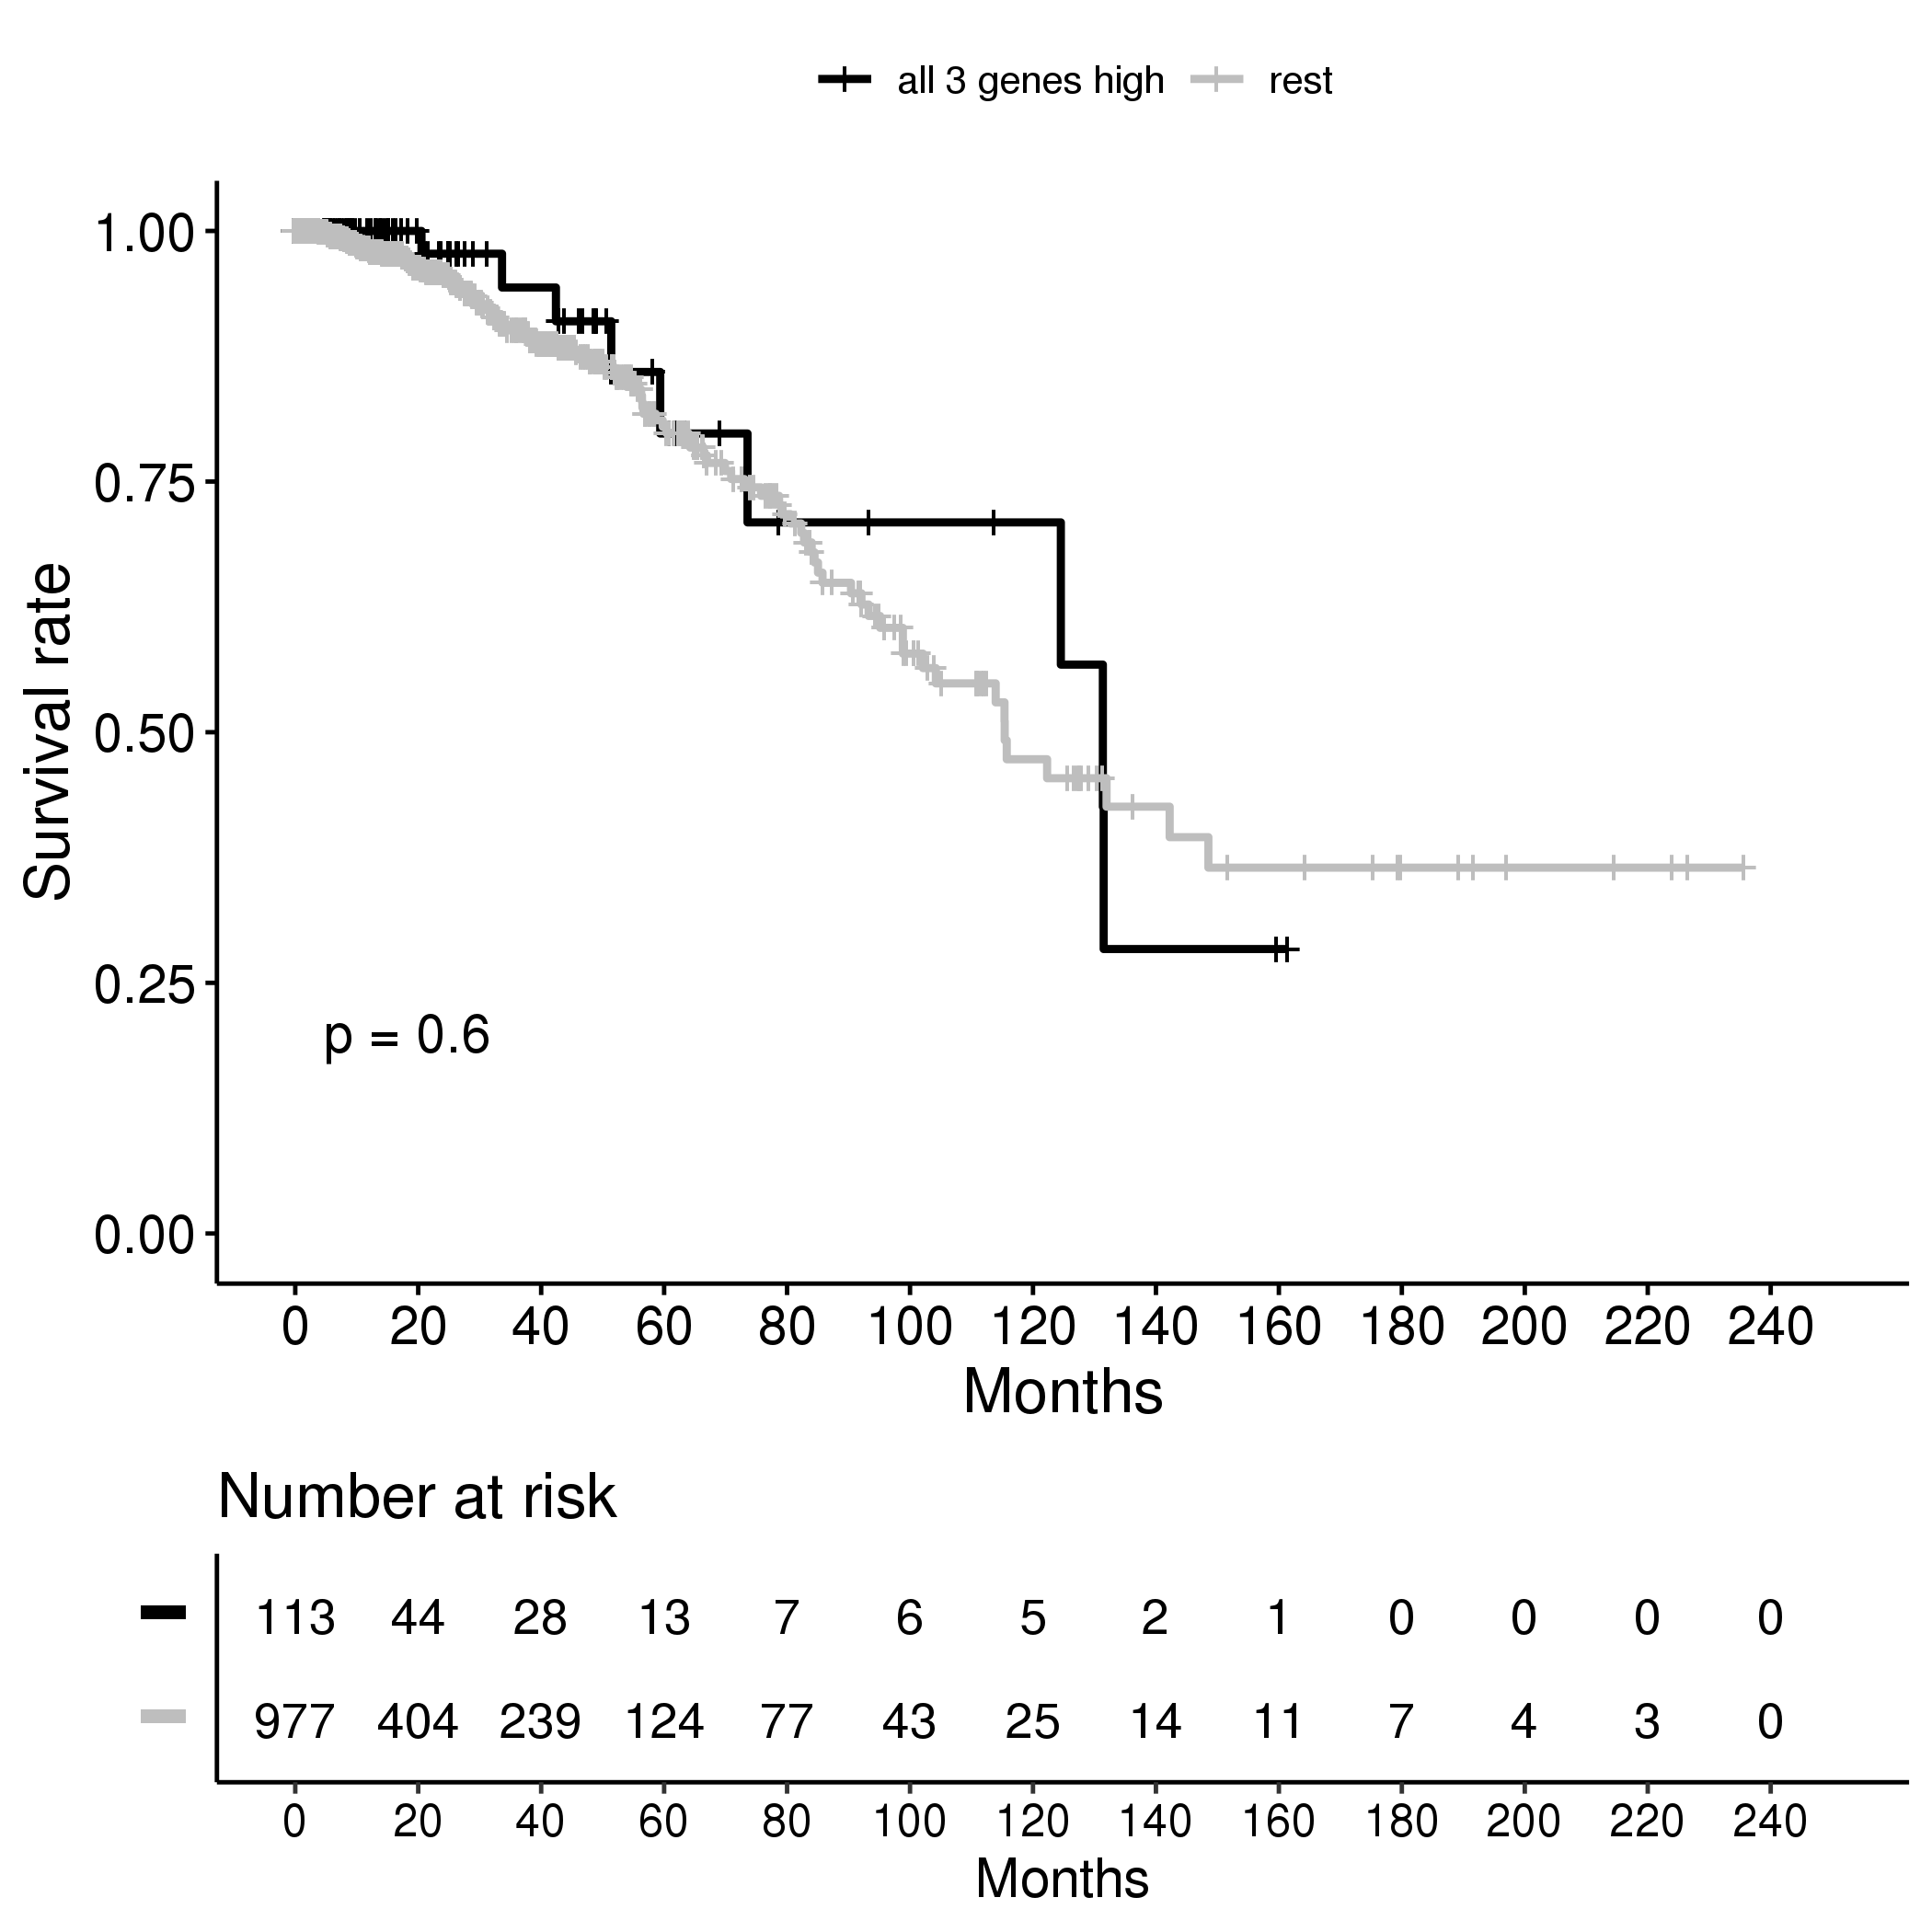 all 3 genes high rest
1.00
0.75
0.50
0.25
0.00
Survival rate
p = 0.6
0 20 40 60 80 100 120 140 160 180 200 220 240
Months
Number at risk
113 44 28 13 7 6 5 2 1 0 0 0 0
977 404 239 124 77 43 25 14 11 7 4 3 0
0 20 40 60 80 100 120 140 160 180 200 220 240
Months